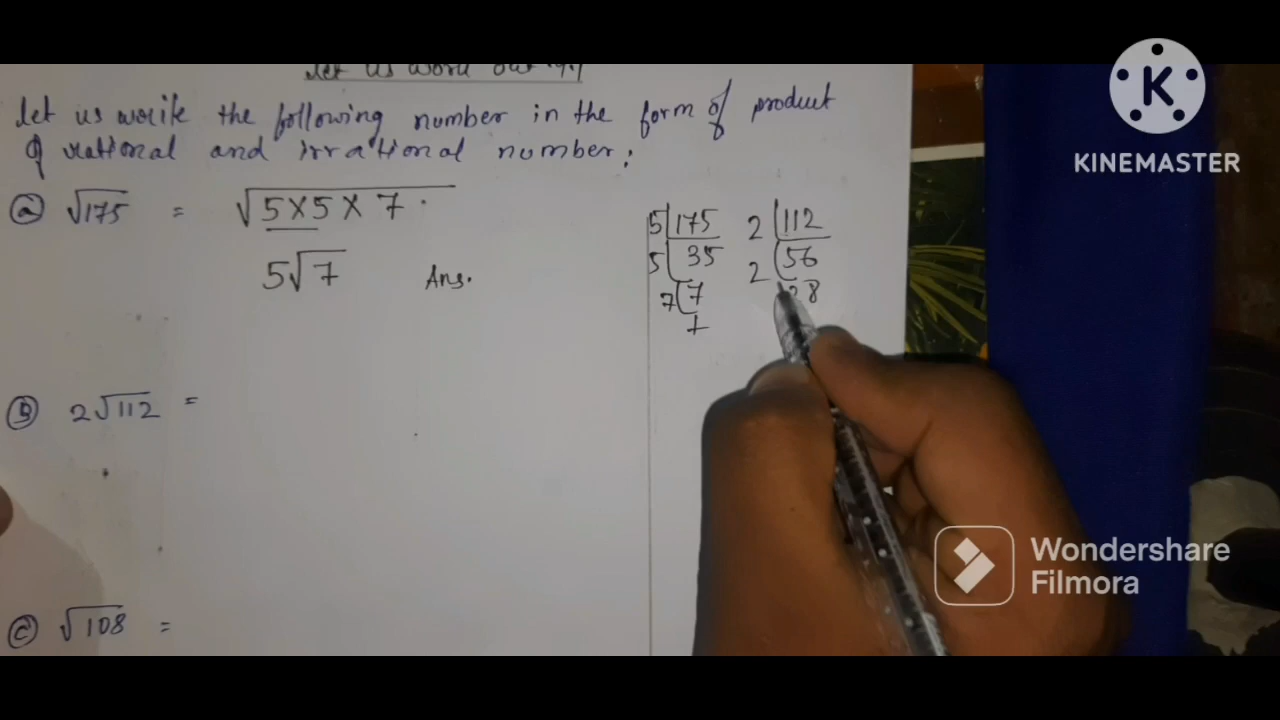 let us work out
let us write the following number in the form of product
of rational and irrational number:
ⓐ √175 = √5×5×7
5√7 Ans.
5 175
5 35
7 7
1
2 112
2 56
28
ⓑ 2√112 =
ⓒ √108 =
K
KINEMASTER
Wondershare
Filmora